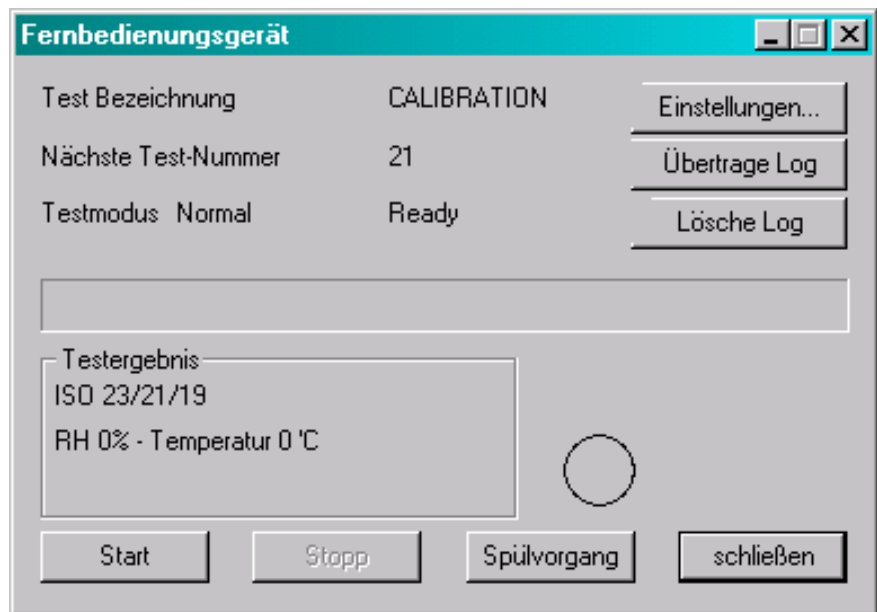 Fernbedienungsgerät
Test Bezeichnung CALIBRATION Einstellungen...
Nächste Test-Nummer 21 Übertrage Log
Testmodus Normal Ready Lösche Log
Testergebnis
ISO 23/21/19
RH 0% - Temperatur 0 'C
Start Stopp Spülvorgang schließen